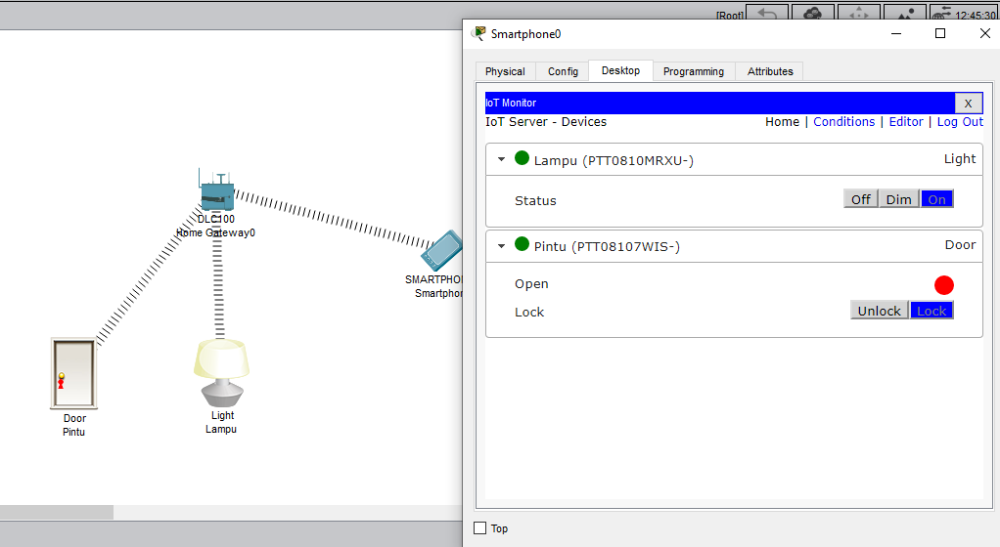 [Root]
12:45:30
Smartphone0
Physical Config Desktop Programming Attributes
IoT Monitor X
IoT Server - Devices Home | Conditions | Editor | Log Out
Lampu (PTT0810MRXU-) Light
Status Off Dim On
Pintu (PTT08107WIS-) Door
Open
Lock Unlock Lock
Top
DLC100
Home Gateway0
SMARTPHO
Smartphor
Door
Pintu
Light
Lampu